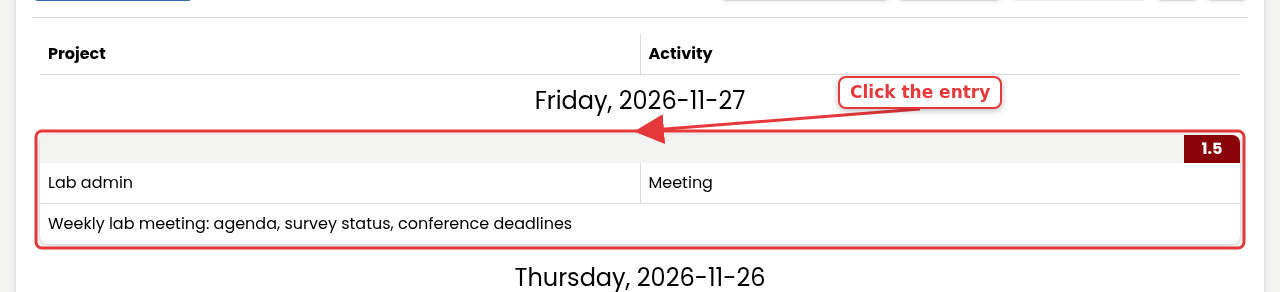 Project Activity
Friday, 2026-11-27
Click the entry
1.5
Lab admin Meeting
Weekly lab meeting: agenda, survey status, conference deadlines
Thursday, 2026-11-26